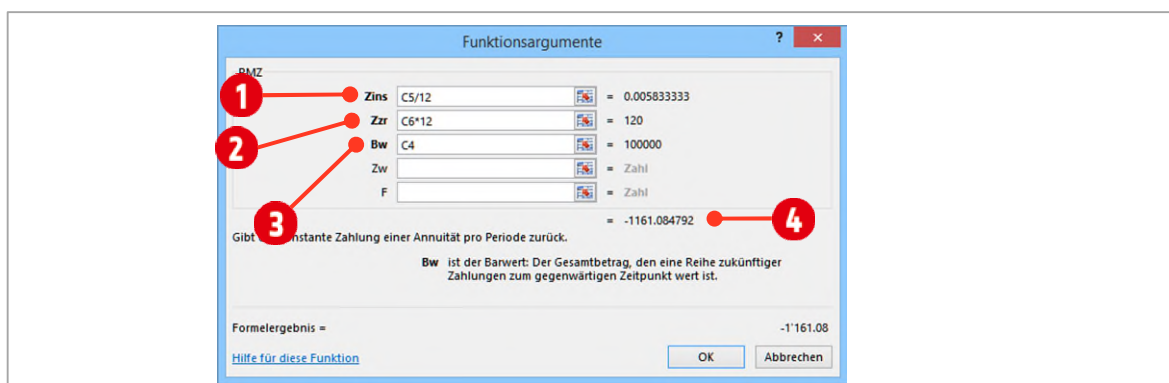 Funktionsargumente ? ×
RMZ
1 Zins C5/12 = 0.005833333
2 Zzr C6*12 = 120
3 Bw C4 = 100000
Zw = Zahl
F = Zahl
= -1161.084792 4
Gibt konstante Zahlung einer Annuität pro Periode zurück.
Bw ist der Barwert: Der Gesamtbetrag, den eine Reihe zukünftiger
Zahlungen zum gegenwärtigen Zeitpunkt wert ist.
Formelergebnis = -1'161.08
Hilfe für diese Funktion OK Abbrechen